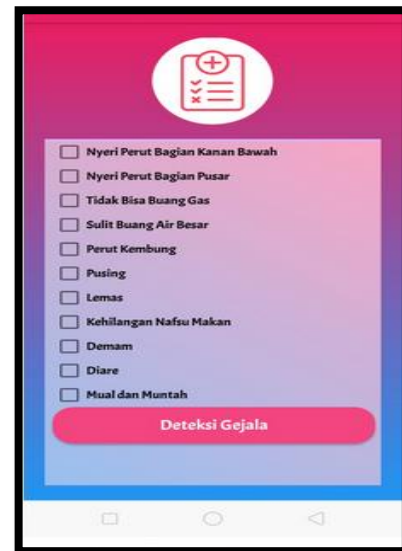 Nyeri Perut Bagian Kanan Bawah
Nyeri Perut Bagian Pusar
Tidak Bisa Buang Gas
Sulit Buang Air Besar
Perut Kembung
Pusing
Lemas
Kehilangan Nafsu Makan
Demam
Diare
Mual dan Muntah
Deteksi Gejala